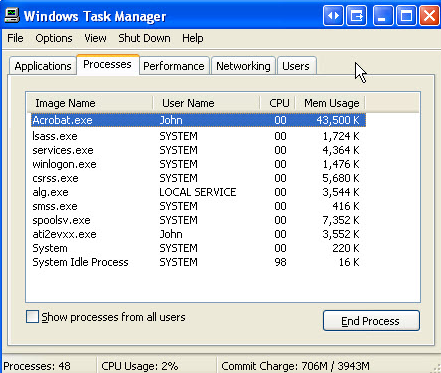 Windows Task Manager
File Options View Shut Down Help
Applications Processes Performance Networking Users
Image Name User Name CPU Mem Usage
Acrobat.exe John 00 43,500 K
lsass.exe SYSTEM 00 1,724 K
services.exe SYSTEM 00 4,364 K
winlogon.exe SYSTEM 00 1,476 K
csrss.exe SYSTEM 00 5,680 K
alg.exe LOCAL SERVICE 00 3,544 K
smss.exe SYSTEM 00 416 K
spoolsv.exe SYSTEM 00 7,352 K
ati2evxx.exe John 00 3,552 K
System SYSTEM 00 220 K
System Idle Process SYSTEM 98 16 K
Show processes from all users
End Process
Processes: 48 CPU Usage: 2% Commit Charge: 706M / 3943M